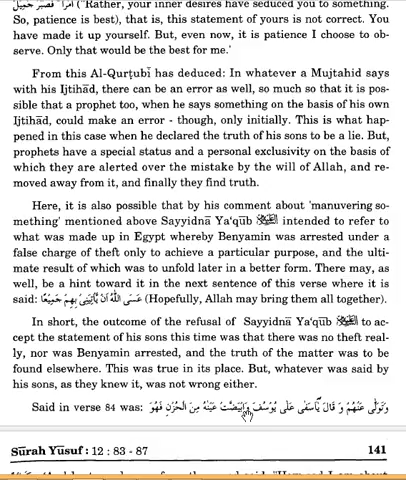 امرا فصبر جميل ("Rather, your inner desires have seduced you to something.
So, patience is best), that is, this statement of yours is not correct. You
have made it up yourself. But, even now, it is patience I choose to ob-
serve. Only that would be the best for me.'
From this Al-Qurṭubī has deduced: In whatever a Mujtahid says
with his Ijtihād, there can be an error as well, so much so that it is pos-
sible that a prophet too, when he says something on the basis of his own
Ijtihād, could make an error - though, only initially. This is what hap-
pened in this case when he declared the truth of his sons to be a lie. But,
prophets have a special status and a personal exclusivity on the basis of
which they are alerted over the mistake by the will of Allah, and re-
moved away from it, and finally they find truth.
Here, it is also possible that by his comment about 'manuvering so-
mething' mentioned above Sayyidnā Ya'qūb intended to refer to
what was made up in Egypt whereby Benyamin was arrested under a
false charge of theft only to achieve a particular purpose, and the ulti-
mate result of which was to unfold later in a better form. There may, as
well, be a hint toward it in the next sentence of this verse where it is
said: عَسَى اللّٰهُ اَنْ يَّأْتِيَنِىْ بِهِمْ جَمِيْعًا (Hopefully, Allah may bring them all together).
In short, the outcome of the refusal of Sayyidnā Ya'qūb to ac-
cept the statement of his sons this time was that there was no theft real-
ly, nor was Benyamin arrested, and the truth of the matter was to be
found elsewhere. This was true in its place. But, whatever was said by
his sons, as they knew it, was not wrong either.
Said in verse 84 was: وَتَوَلّٰى عَنْهُمْ وَ قَالَ يٰٓاَسَفٰى عَلٰى يُوْسُفَ وَابْيَضَّتْ عَيْنٰهُ مِنَ الْحُزْنِ فَهُوَ
Sūrah Yūsuf : 12 : 83 - 87 141